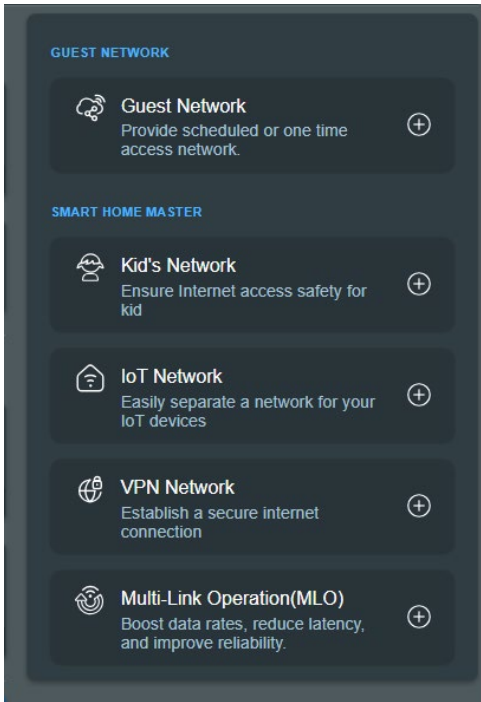 GUEST NETWORK
Guest Network
Provide scheduled or one time
access network.
SMART HOME MASTER
Kid's Network
Ensure Internet access safety for
kid
IoT Network
Easily separate a network for your
IoT devices
VPN Network
Establish a secure internet
connection
Multi-Link Operation(MLO)
Boost data rates, reduce latency,
and improve reliability.